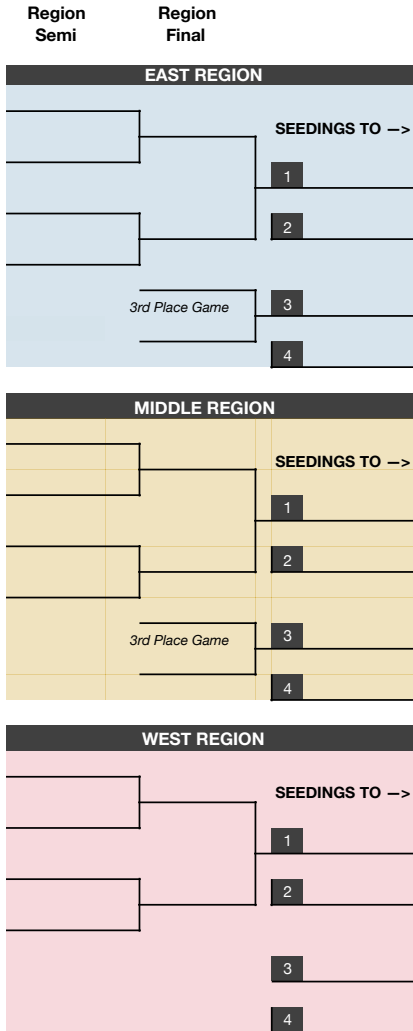 Region Semi
Region Final
EAST REGION
SEEDINGS TO —>
1
2
3rd Place Game
3
4
MIDDLE REGION
SEEDINGS TO —>
1
2
3rd Place Game
3
4
WEST REGION
SEEDINGS TO —>
1
2
3
4